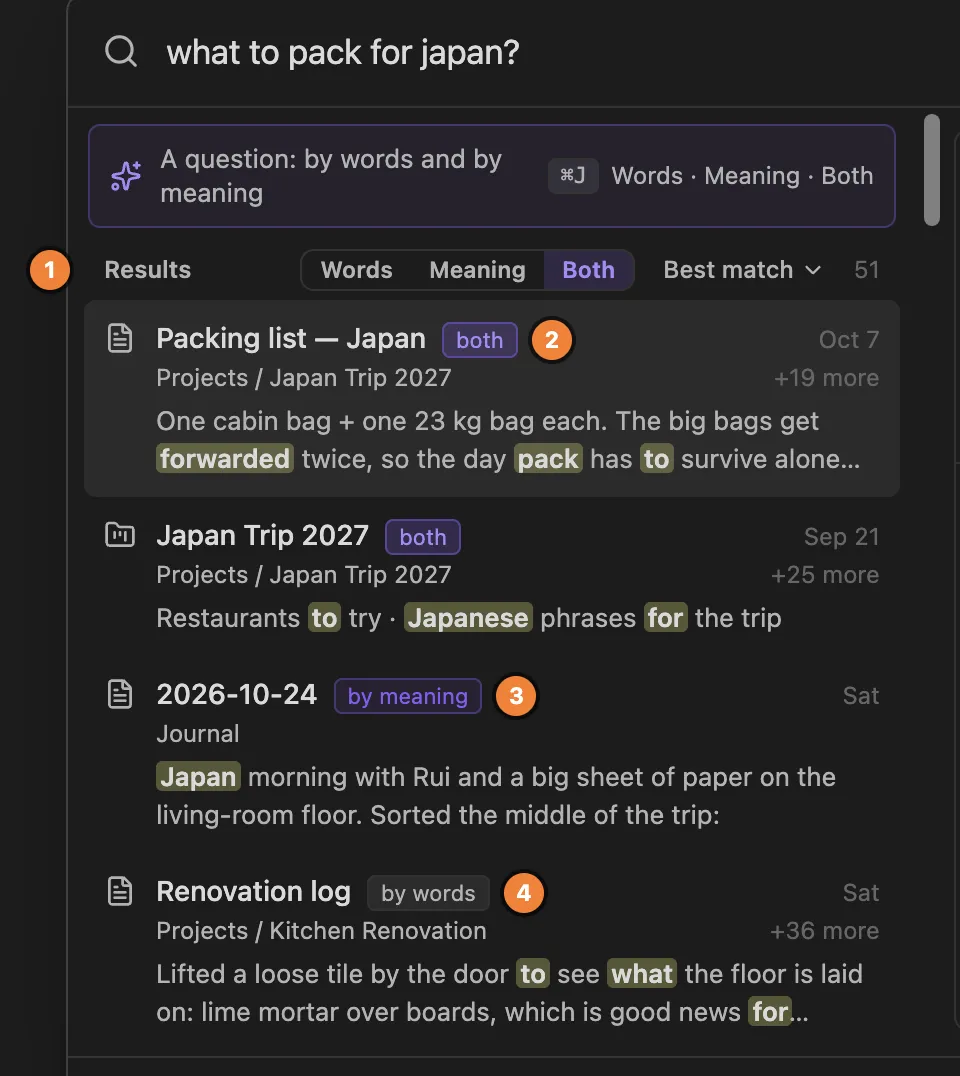 what to pack for japan?
A question: by words and by
meaning
⌘J Words · Meaning · Both
1 Results Words Meaning Both Best match 51
Packing list — Japan both 2 Oct 7
Projects / Japan Trip 2027 +19 more
One cabin bag + one 23 kg bag each. The big bags get
forwarded twice, so the day pack has to survive alone...
Japan Trip 2027 both Sep 21
Projects / Japan Trip 2027 +25 more
Restaurants to try · Japanese phrases for the trip
2026-10-24 by meaning 3 Sat
Journal
Japan morning with Rui and a big sheet of paper on the
living-room floor. Sorted the middle of the trip:
Renovation log by words 4 Sat
Projects / Kitchen Renovation +36 more
Lifted a loose tile by the door to see what the floor is laid
on: lime mortar over boards, which is good news for...